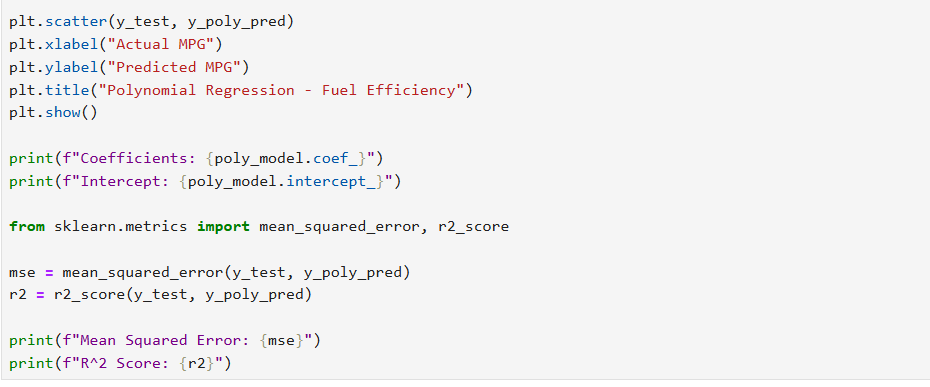 plt.scatter(y_test, y_poly_pred)
plt.xlabel("Actual MPG")
plt.ylabel("Predicted MPG")
plt.title("Polynomial Regression - Fuel Efficiency")
plt.show()

print(f"Coefficients: {poly_model.coef_}")
print(f"Intercept: {poly_model.intercept_}")

from sklearn.metrics import mean_squared_error, r2_score

mse = mean_squared_error(y_test, y_poly_pred)
r2 = r2_score(y_test, y_poly_pred)

print(f"Mean Squared Error: {mse}")
print(f"R^2 Score: {r2}")